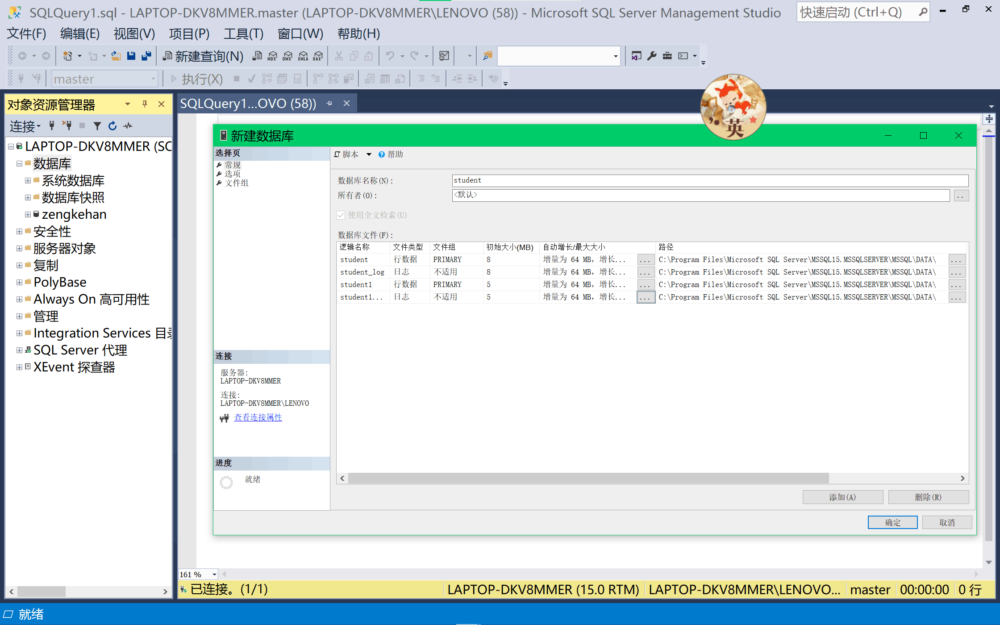 SQLQuery1.sql - LAPTOP-DKV8MMER.master (LAPTOP-DKV8MMER\LENOVO (58)) - Microsoft SQL Server Management Studio
快速启动 (Ctrl+Q)
文件(F) 编辑(E) 视图(V) 项目(P) 工具(T) 窗口(W) 帮助(H)
新建查询(N) MDX DMX XMLA DAX
master 执行(X)
对象资源管理器
连接
LAPTOP-DKV8MMER (SC
数据库
系统数据库
数据库快照
zengkehan
安全性
服务器对象
复制
PolyBase
Always On 高可用性
管理
Integration Services 目录
SQL Server 代理
XEvent 探查器
SQLQuery1...OVO (58))
英
新建数据库
选择页
常规
选项
文件组
连接
服务器:
LAPTOP-DKV8MMER
连接:
LAPTOP-DKV8MMER\LENOVO
查看连接属性
进度
就绪
脚本 帮助
数据库名称(N): student
所有者(O): <默认> ..
使用全文检索(U)
数据库文件(F):
逻辑名称 文件类型 文件组 初始大小(MB) 自动增长/最大大小 路径
student 行数据 PRIMARY 8 增量为 64 MB, 增长... ... C:\Program Files\Microsoft SQL Server\MSSQL15.MSSQLSERVER\MSSQL\DATA\ ...
student_log 日志 不适用 8 增量为 64 MB, 增长... ... C:\Program Files\Microsoft SQL Server\MSSQL15.MSSQLSERVER\MSSQL\DATA\ ...
student1 行数据 PRIMARY 5 增量为 64 MB, 增长... ... C:\Program Files\Microsoft SQL Server\MSSQL15.MSSQLSERVER\MSSQL\DATA\ ...
student1... 日志 不适用 5 增量为 64 MB, 增长... ... C:\Program Files\Microsoft SQL Server\MSSQL15.MSSQLSERVER\MSSQL\DATA\ ...
添加(A) 删除(R)
确定 取消
161 %
已连接。(1/1) LAPTOP-DKV8MMER (15.0 RTM) LAPTOP-DKV8MMER\LENOVO... master 00:00:00 0 行
就绪